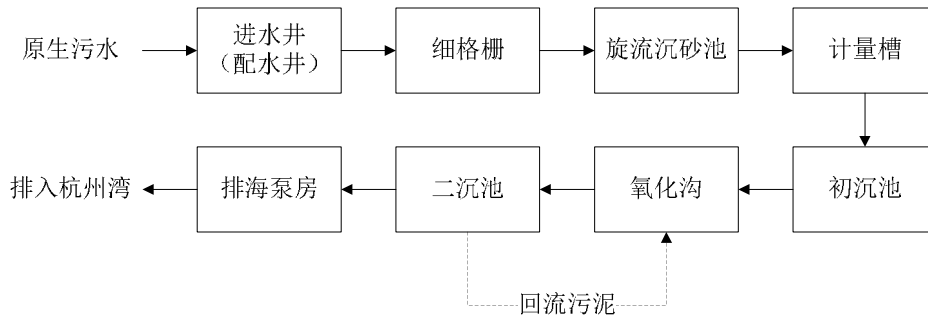 原生污水
进水井
（配水井）
细格栅
旋流沉砂池
计量槽
初沉池
氧化沟
二沉池
排海泵房
排入杭州湾
回流污泥